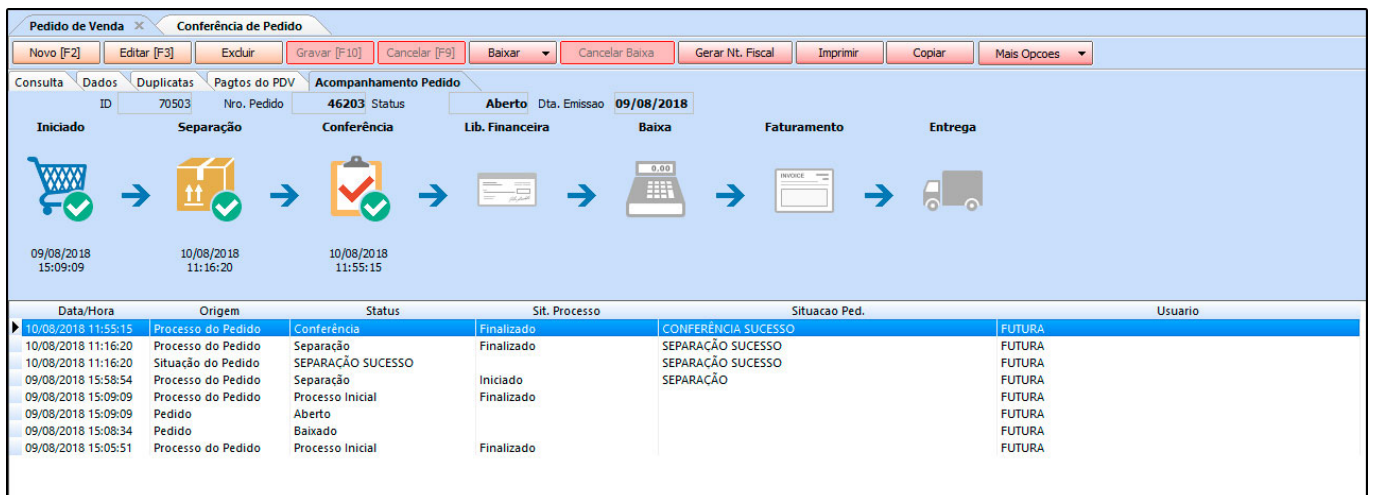 Pedido de Venda Conferência de Pedido
Novo [F2] Editar [F3] Excluir Gravar [F10] Cancelar [F9] Baixar Cancelar Baixa Gerar Nt. Fiscal Imprimir Copiar Mais Opcoes
Consulta Dados Duplicatas Pagtos do PDV Acompanhamento Pedido
ID 70503 Nro. Pedido 46203 Status Aberto Dta. Emissao 09/08/2018
Iniciado Separação Conferência Lib. Financeira Baixa Faturamento Entrega
0.00
INVOICE
09/08/2018 10/08/2018 10/08/2018
15:09:09 11:16:20 11:55:15
Data/Hora Origem Status Sit. Processo Situacao Ped. Usuario
10/08/2018 11:55:15 Processo do Pedido Conferência Finalizado CONFERÊNCIA SUCESSO FUTURA
10/08/2018 11:16:20 Processo do Pedido Separação Finalizado SEPARAÇÃO SUCESSO FUTURA
10/08/2018 11:16:20 Situação do Pedido SEPARAÇÃO SUCESSO SEPARAÇÃO SUCESSO FUTURA
09/08/2018 15:58:54 Processo do Pedido Separação Iniciado SEPARAÇÃO FUTURA
09/08/2018 15:09:09 Processo do Pedido Processo Inicial Finalizado FUTURA
09/08/2018 15:09:09 Pedido Aberto FUTURA
09/08/2018 15:08:34 Pedido Baixado FUTURA
09/08/2018 15:05:51 Processo do Pedido Processo Inicial Finalizado FUTURA